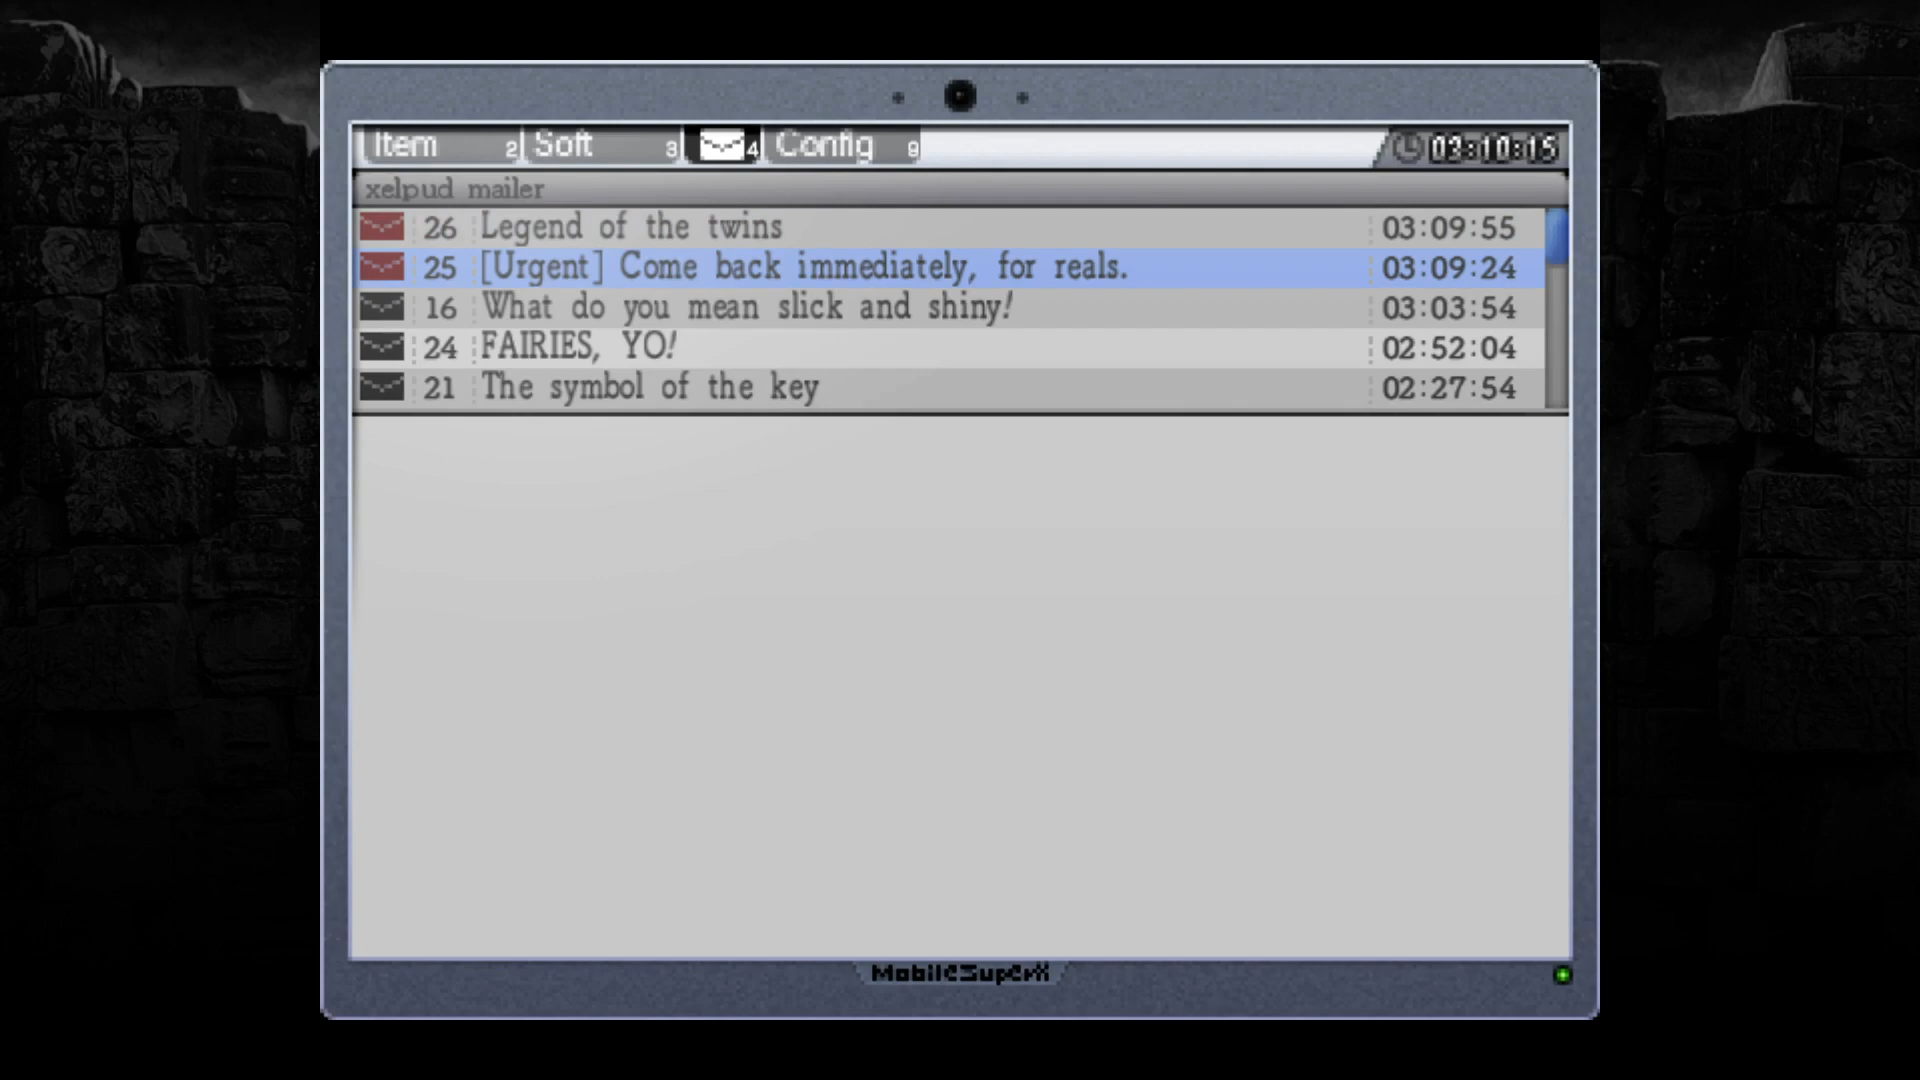 Item 2 Soft 3 4 Config 9 03:10:15
xelpud mailer
26 Legend of the twins 03:09:55
25 [Urgent] Come back immediately, for reals. 03:09:24
16 What do you mean slick and shiny! 03:03:54
24 FAIRIES, YO! 02:52:04
21 The symbol of the key 02:27:54
MobileSuperX